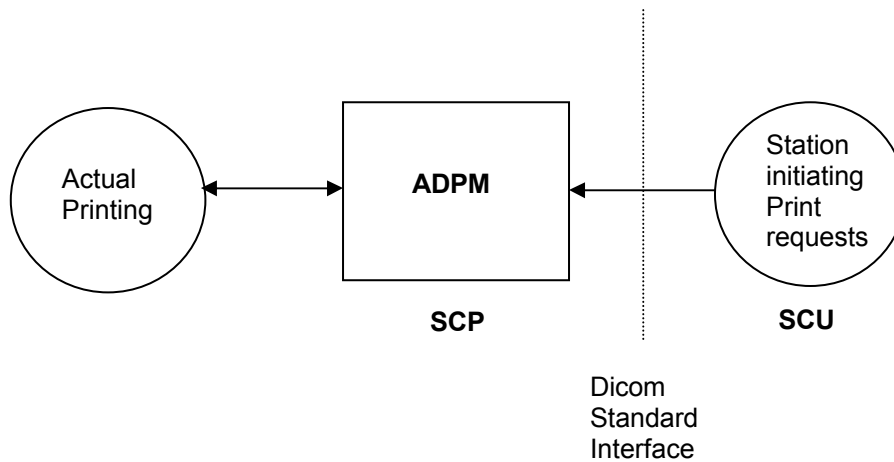 Actual
Printing
ADPM
Station
initiating
Print
requests
SCP
SCU
Dicom
Standard
Interface